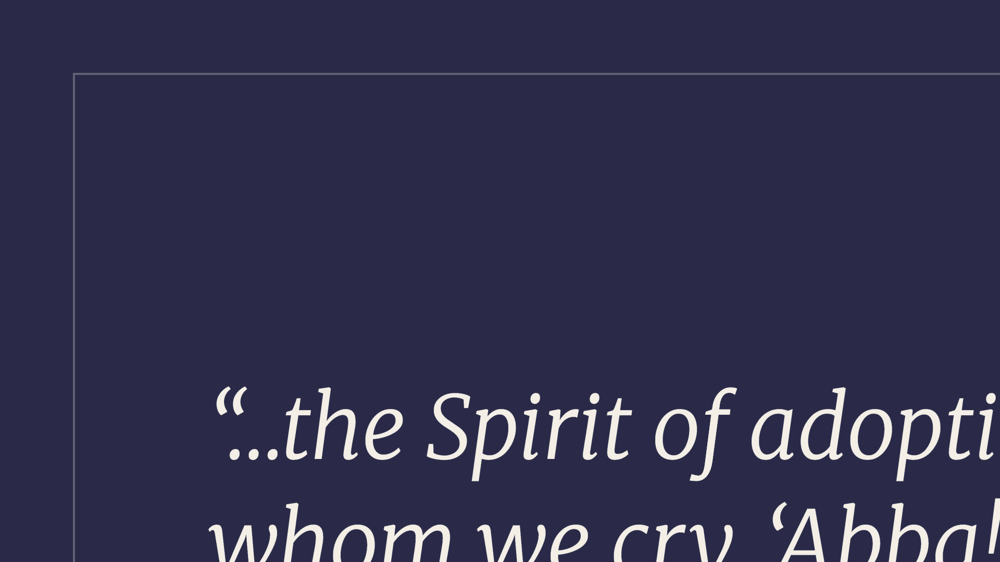 “…the Spirit of adopti
whom we cry ‘Abba!